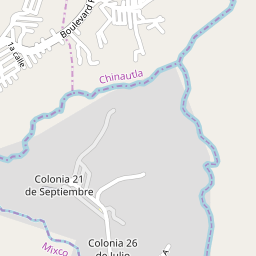 Boulevard
1a calle
Chinautla
Colonia 21
de Septiembre
Mixco
Colonia 26
de Julio